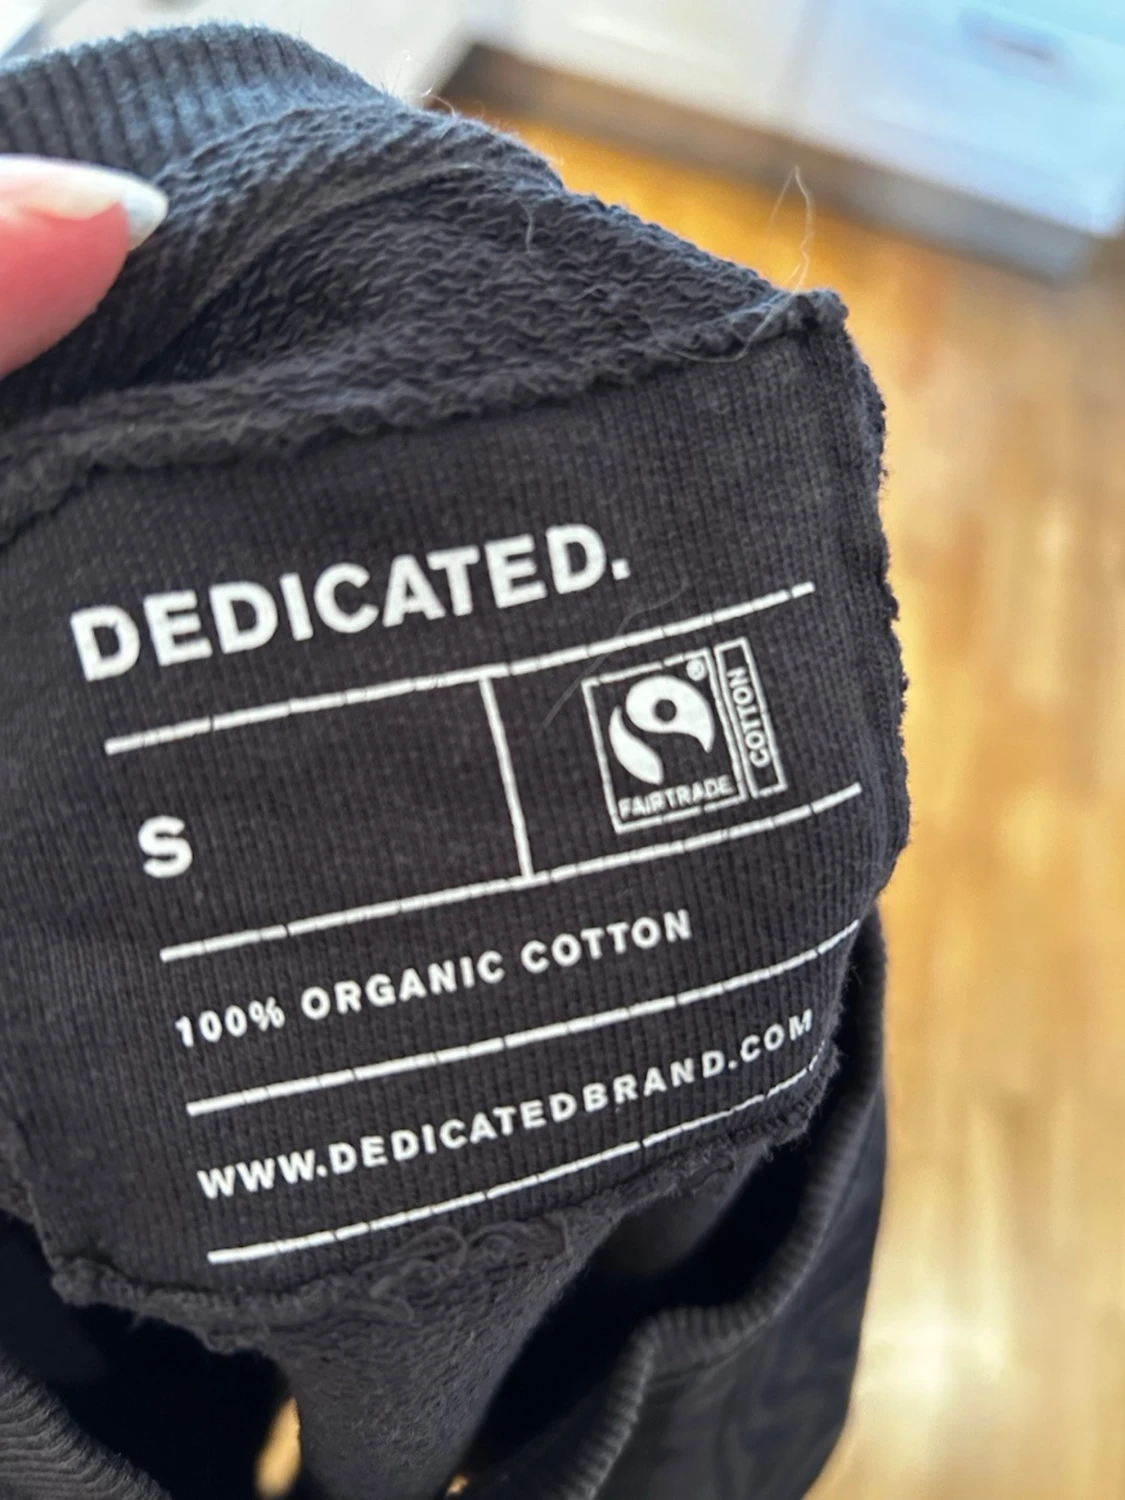 DEDICATED.
S
®
FAIRTRADE
COTTON
100% ORGANIC COTTON
WWW.DEDICATEDBRAND.COM